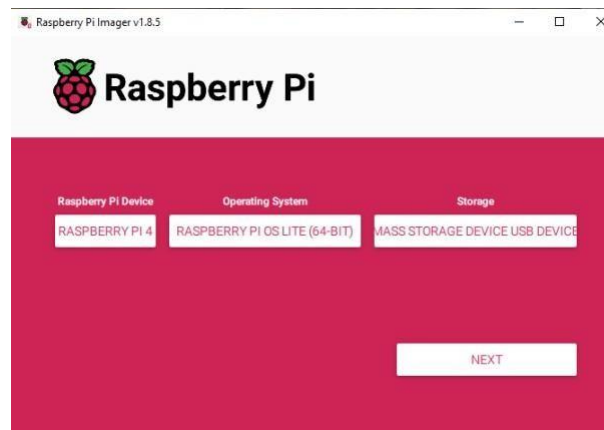 Raspberry Pi Imager v1.8.5
Raspberry Pi
Raspberry Pi Device Operating System Storage
RASPBERRY PI 4 RASPBERRY PI OS LITE (64-BIT) MASS STORAGE DEVICE USB DEVICE
NEXT